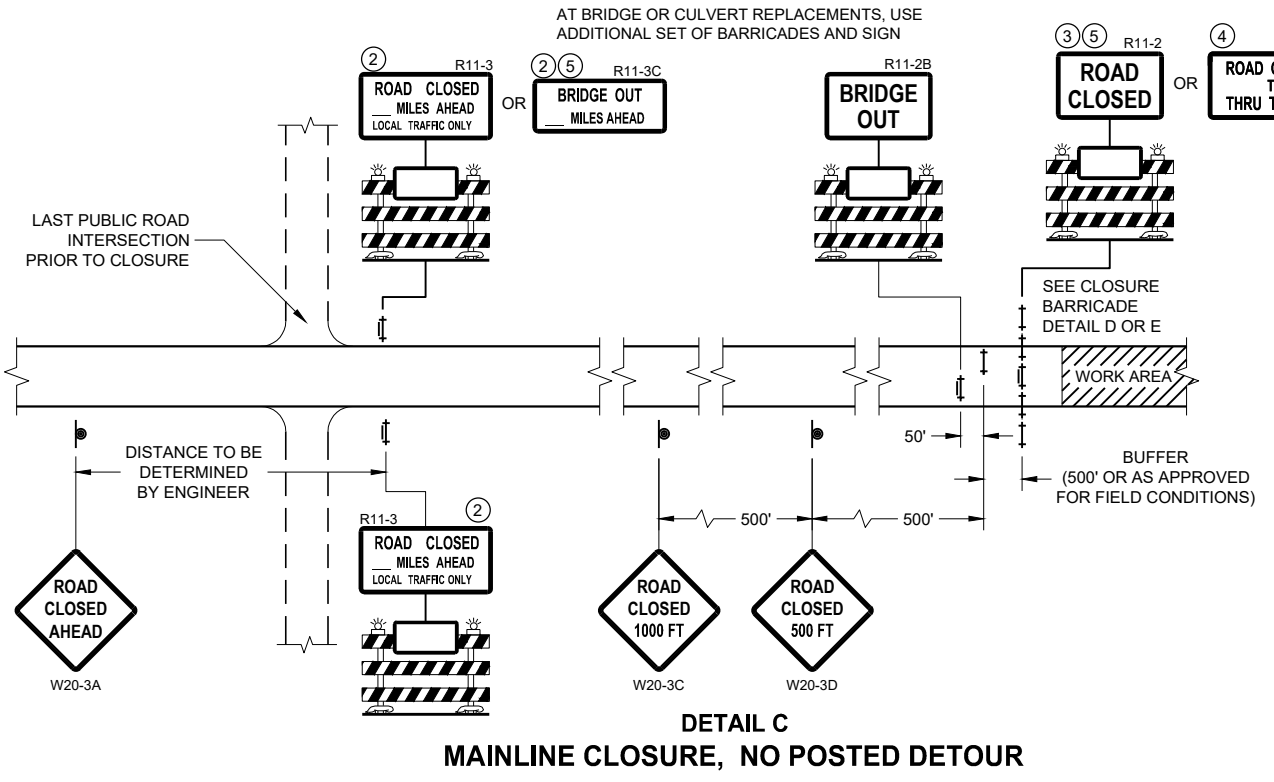 AT BRIDGE OR CULVERT REPLACEMENTS, USE
ADDITIONAL SET OF BARRICADES AND SIGN
2
R11-3
ROAD CLOSED
___ MILES AHEAD
LOCAL TRAFFIC ONLY
OR
2 5
R11-3C
BRIDGE OUT
___ MILES AHEAD
R11-2B
BRIDGE
OUT
3 5
R11-2
ROAD
CLOSED
OR
4
ROAD
THRU
LAST PUBLIC ROAD
INTERSECTION
PRIOR TO CLOSURE
SEE CLOSURE
BARRICADE
DETAIL D OR E
WORK AREA
DISTANCE TO BE
DETERMINED
BY ENGINEER
50'
BUFFER
(500' OR AS APPROVED
FOR FIELD CONDITIONS)
500'
500'
R11-3
2
ROAD CLOSED
___ MILES AHEAD
LOCAL TRAFFIC ONLY
ROAD
CLOSED
AHEAD
W20-3A
ROAD
CLOSED
1000 FT
W20-3C
ROAD
CLOSED
500 FT
W20-3D
DETAIL C
MAINLINE CLOSURE, NO POSTED DETOUR